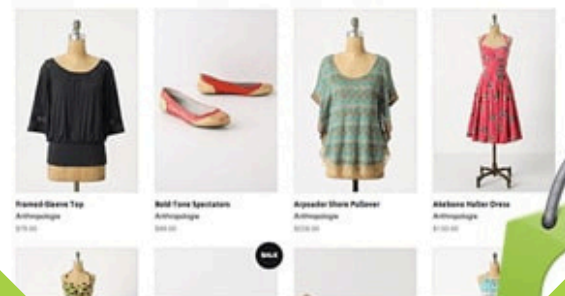 Framed-Sleeve Top
Anthropologie
Bold-Tone Spectators
Anthropologie
Arpeador Shore Pullover
Anthropologie
Akebono Halter Dress
Anthropologie
SALE